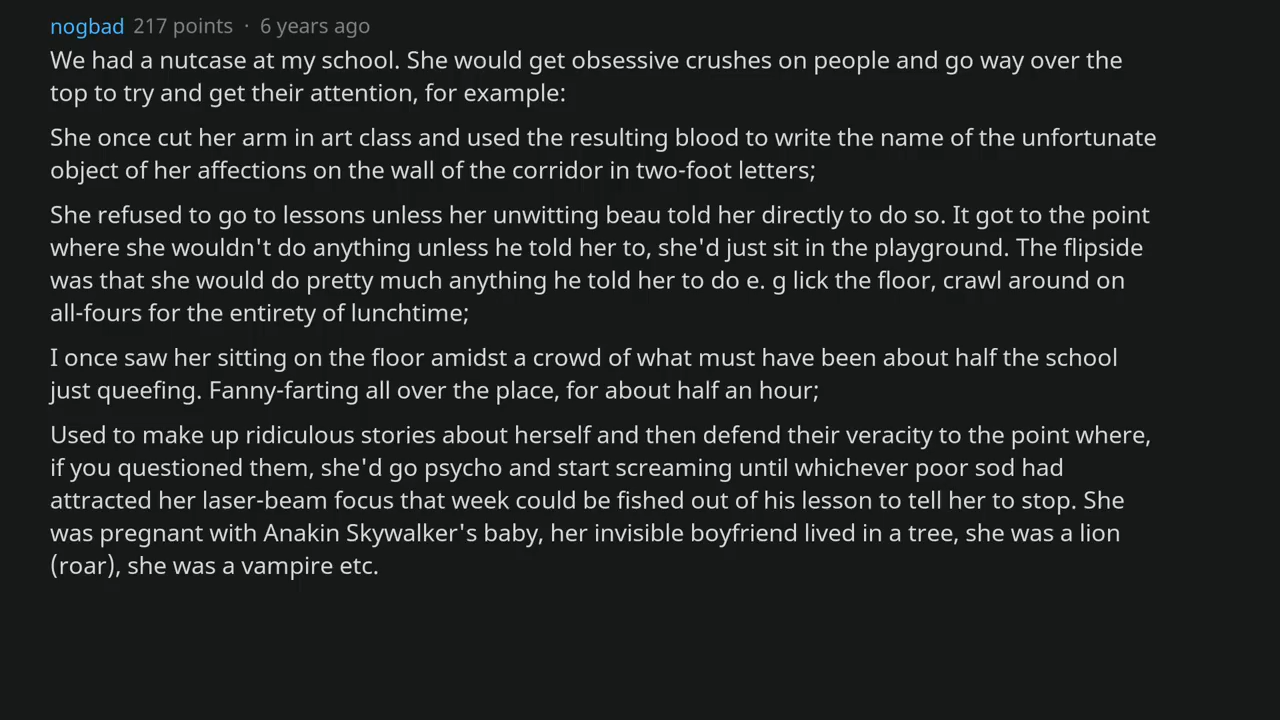 nogbad 217 points · 6 years ago
We had a nutcase at my school. She would get obsessive crushes on people and go way over the
top to try and get their attention, for example:
She once cut her arm in art class and used the resulting blood to write the name of the unfortunate
object of her affections on the wall of the corridor in two-foot letters;
She refused to go to lessons unless her unwitting beau told her directly to do so. It got to the point
where she wouldn't do anything unless he told her to, she'd just sit in the playground. The flipside
was that she would do pretty much anything he told her to do e. g lick the floor, crawl around on
all-fours for the entirety of lunchtime;
I once saw her sitting on the floor amidst a crowd of what must have been about half the school
just queefing. Fanny-farting all over the place, for about half an hour;
Used to make up ridiculous stories about herself and then defend their veracity to the point where,
if you questioned them, she'd go psycho and start screaming until whichever poor sod had
attracted her laser-beam focus that week could be fished out of his lesson to tell her to stop. She
was pregnant with Anakin Skywalker's baby, her invisible boyfriend lived in a tree, she was a lion
(roar), she was a vampire etc.